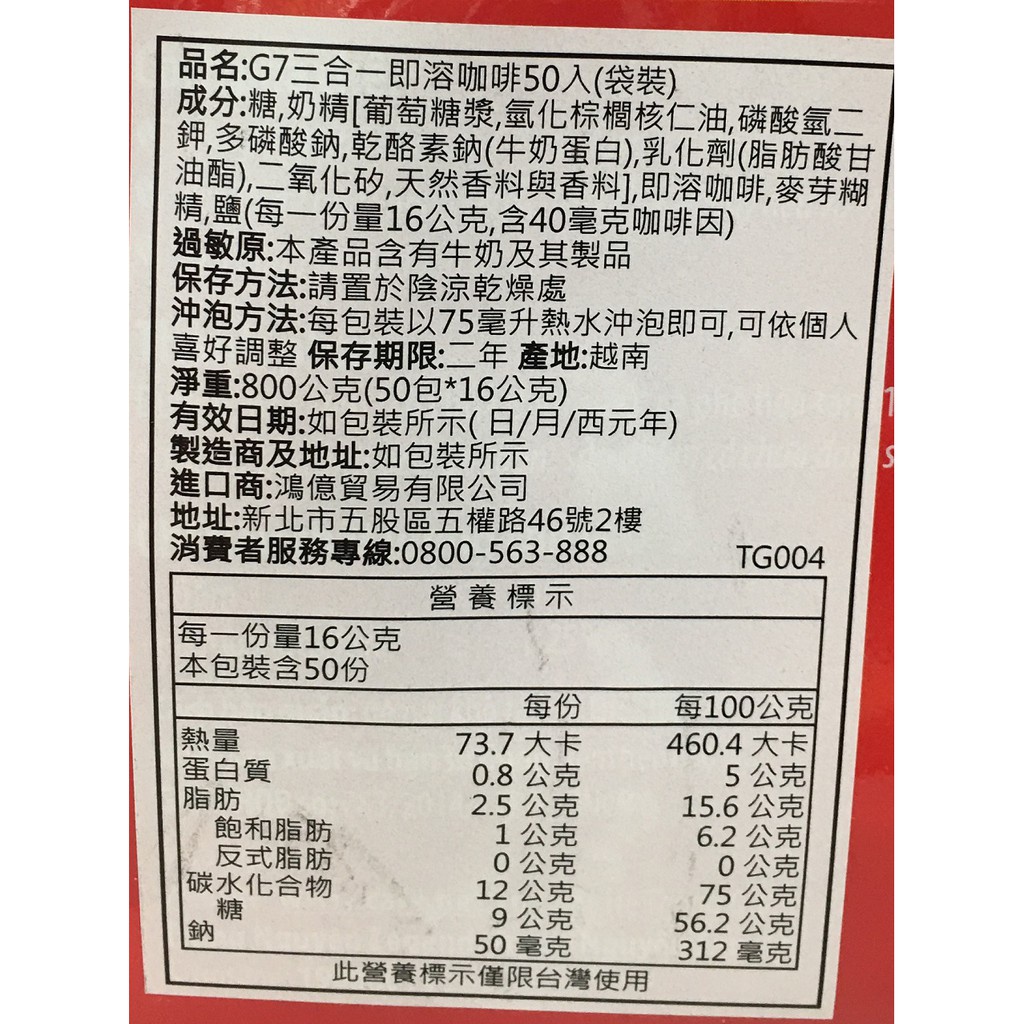 品名:G7三合一即溶咖啡50入(袋裝)
成分:糖,奶精[葡萄糖漿,氫化棕櫚核仁油,磷酸氫二
鉀,多磷酸鈉,乾酪素鈉(牛奶蛋白),乳化劑(脂肪酸甘
油酯),二氧化矽,天然香料與香料],即溶咖啡,麥芽糊
精,鹽(每一份量16公克,含40毫克咖啡因)
過敏原:本產品含有牛奶及其製品
保存方法:請置於陰涼乾燥處
沖泡方法:每包裝以75毫升熱水沖泡即可,可依個人
喜好調整 保存期限:二年 產地:越南
淨重:800公克(50包*16公克)
有效日期:如包裝所示( 日/月/西元年)
製造商及地址:如包裝所示
進口商:鴻億貿易有限公司
地址:新北市五股區五權路46號2樓
消費者服務專線:0800-563-888 TG004
營養標示
每一份量16公克
本包裝含50份
每份 每100公克
熱量 73.7 大卡 460.4 大卡
蛋白質 0.8 公克 5 公克
脂肪 2.5 公克 15.6 公克
飽和脂肪 1 公克 6.2 公克
反式脂肪 0 公克 0 公克
碳水化合物 12 公克 75 公克
糖 9 公克 56.2 公克
鈉 50 毫克 312 毫克
此營養標示僅限台灣使用